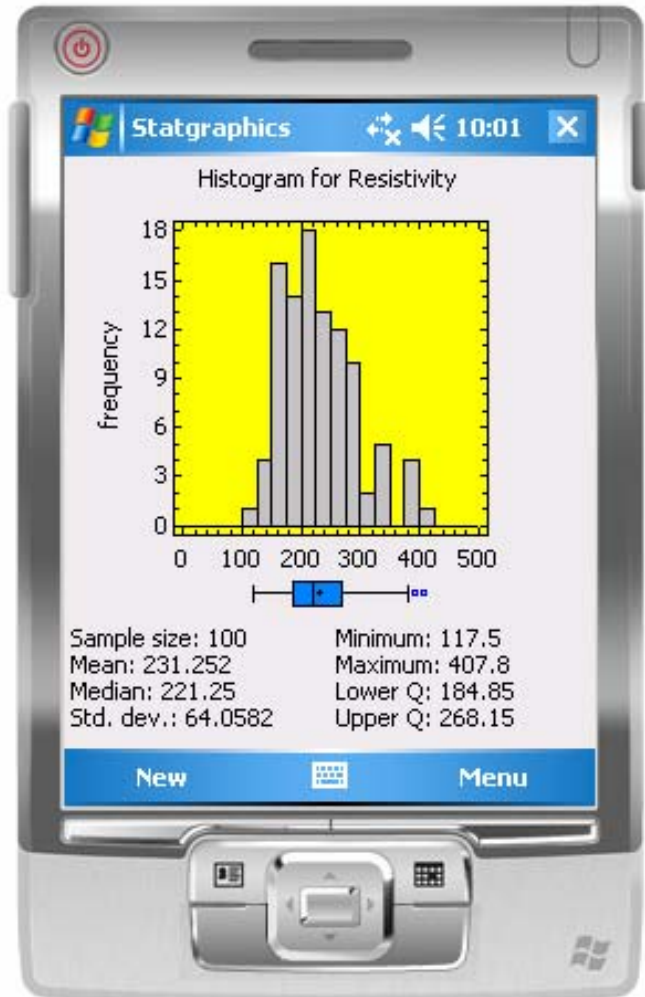 Statgraphics 10:01
Histogram for Resistivity
frequency
18
15
12
9
6
3
0
0 100 200 300 400 500
Sample size: 100 Minimum: 117.5
Mean: 231.252 Maximum: 407.8
Median: 221.25 Lower Q: 184.85
Std. dev.: 64.0582 Upper Q: 268.15
New Menu